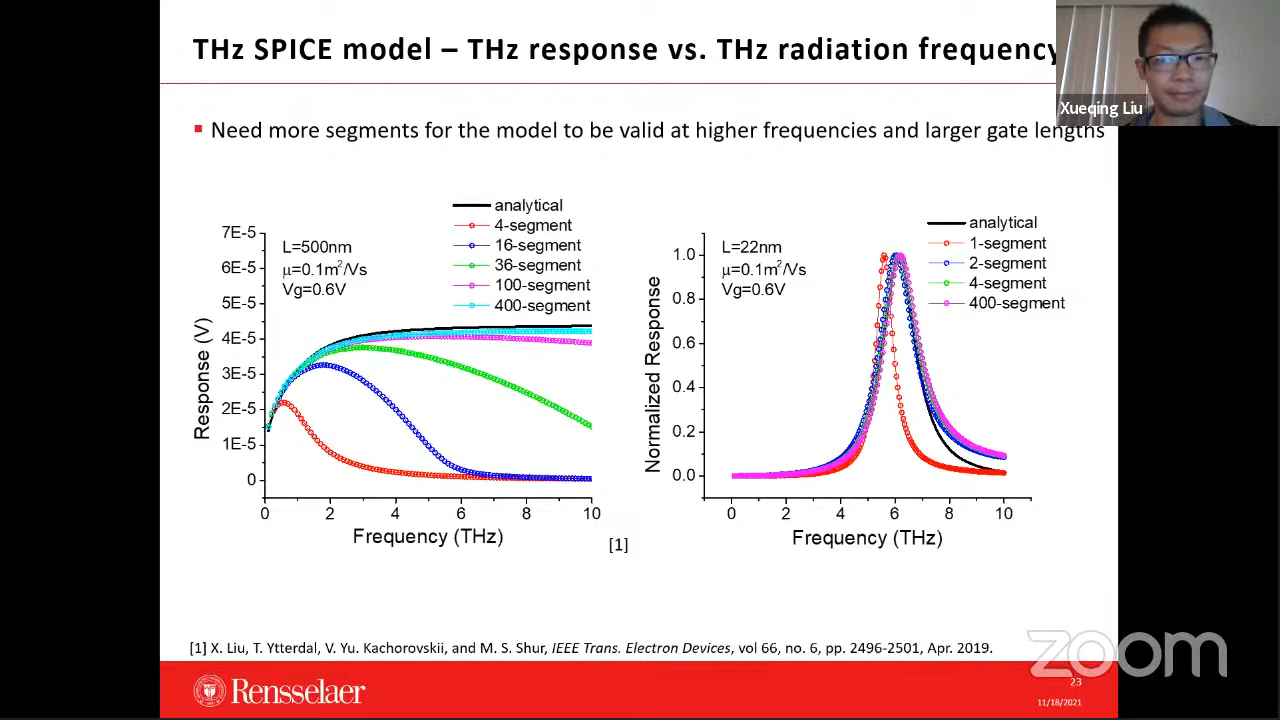 THz SPICE model – THz response vs. THz radiation frequency
Xueqing Liu
▪ Need more segments for the model to be valid at higher frequencies and larger gate lengths
analytical
4-segment
16-segment
36-segment
100-segment
400-segment
L=500nm
μ=0.1m²/Vs
Vg=0.6V
7E-5
6E-5
5E-5
4E-5
3E-5
2E-5
1E-5
0
Response (V)
0 2 4 6 8 10
Frequency (THz)
[1]
analytical
1-segment
2-segment
4-segment
400-segment
L=22nm
μ=0.1m²/Vs
Vg=0.6V
1.0
0.8
0.6
0.4
0.2
0.0
Normalized Response
0 2 4 6 8 10
Frequency (THz)
[1] X. Liu, T. Ytterdal, V. Yu. Kachorovskii, and M. S. Shur, IEEE Trans. Electron Devices, vol 66, no. 6, pp. 2496-2501, Apr. 2019.
zoom
Rensselaer
23
11/18/2021